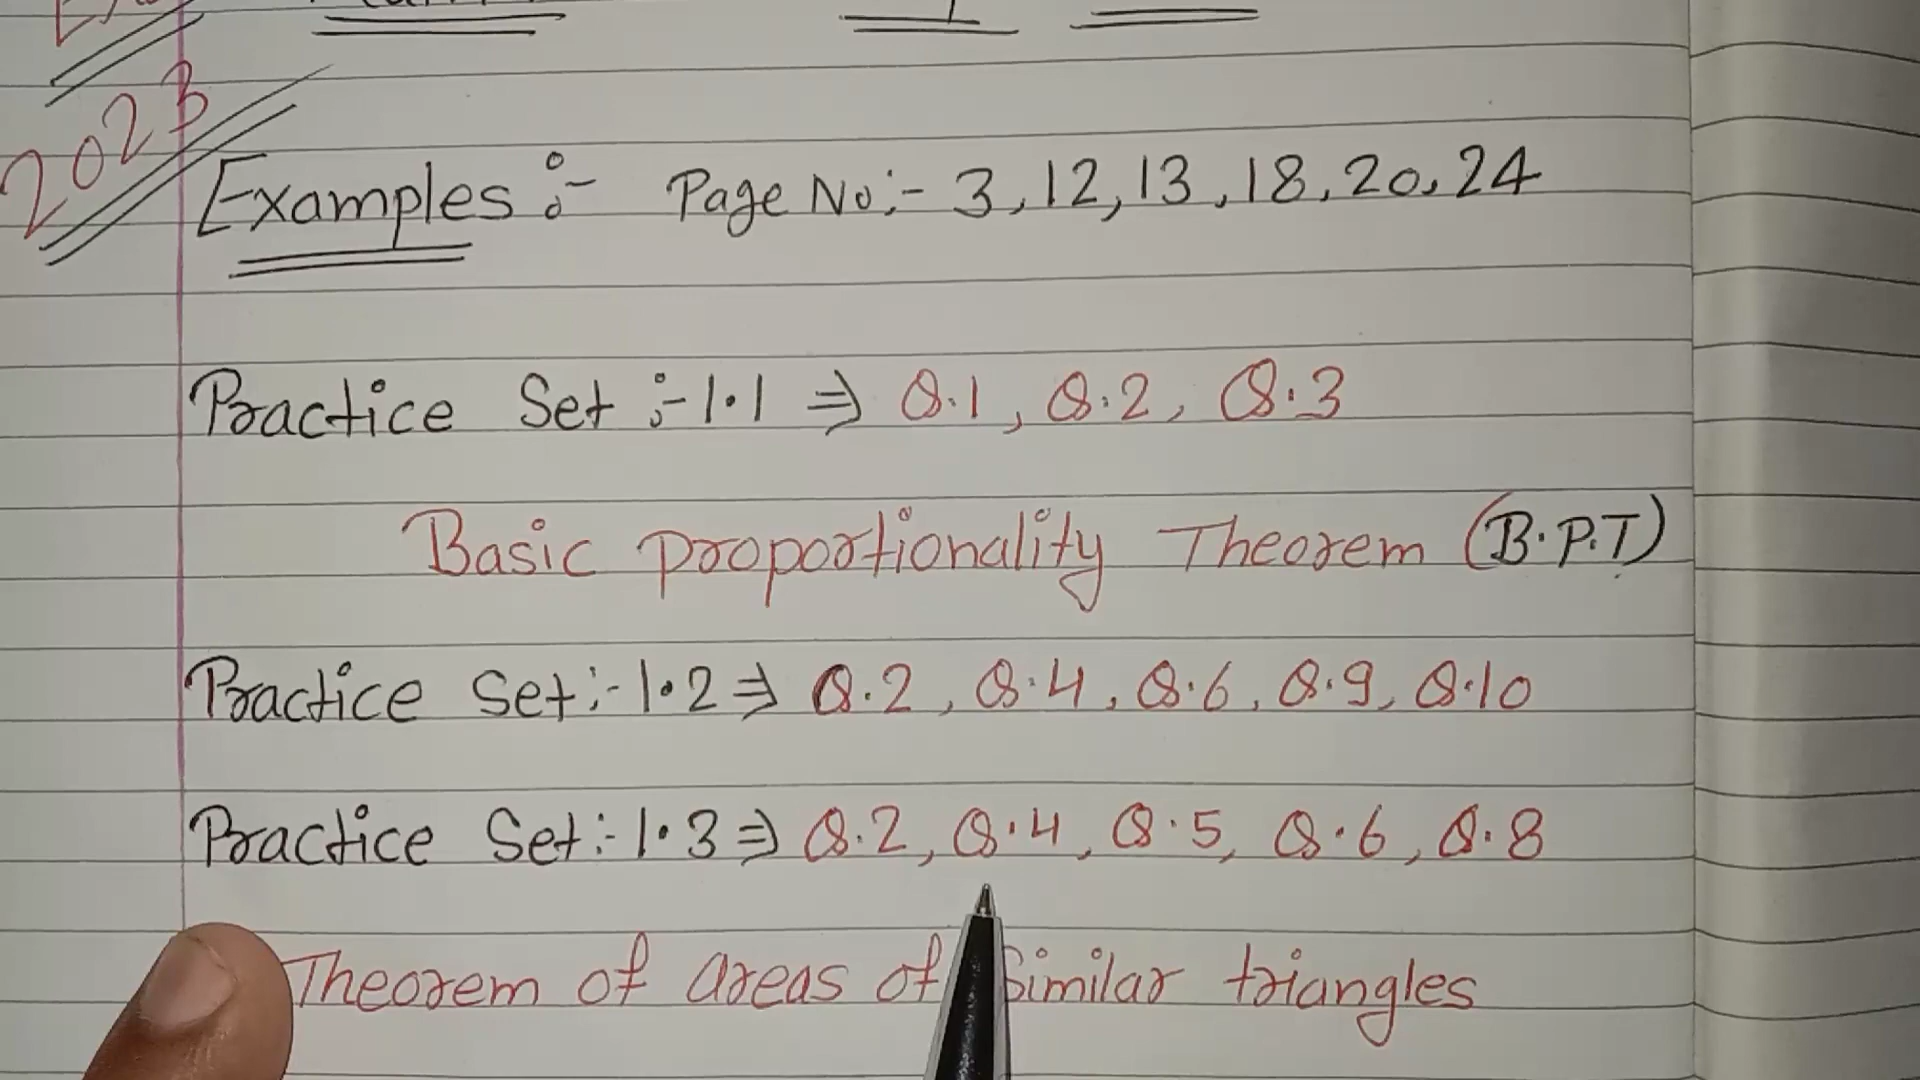 2023
Examples :- Page No:- 3, 12, 13, 18, 20, 24
Practice Set :- 1.1 ⇒ Q.1, Q.2, Q.3
Basic proportionality Theorem (B.P.T)
Practice Set:- 1.2 ⇒ Q.2, Q.4, Q.6, Q.9, Q.10
Practice Set:- 1.3 ⇒ Q.2, Q.4, Q.5, Q.6, Q.8
Theorem of areas of Similar triangles